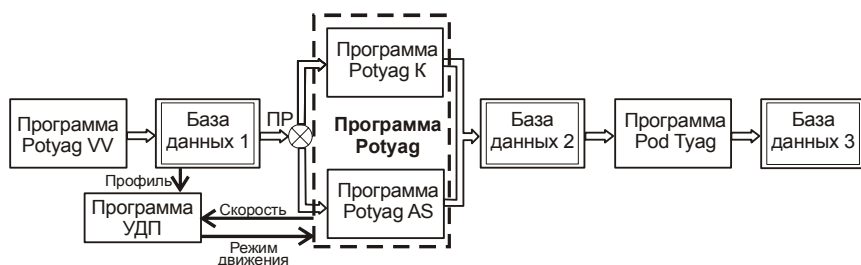 Программа
Potyag VV
База
данных 1
ПР
Программа
Potyag К
Программа
Potyag
Программа
Potyag AS
База
данных 2
Программа
Pod Tyag
База
данных 3
Профиль
Программа
УДП
Скорость
Режим
движения